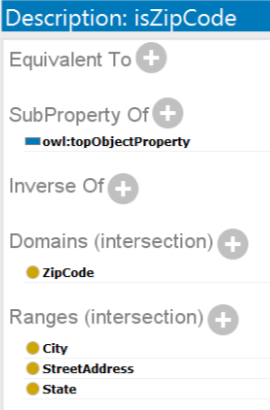 Description: isZipCode
Equivalent To
SubProperty Of
owl:topObjectProperty
Inverse Of
Domains (intersection)
ZipCode
Ranges (intersection)
City
StreetAddress
State